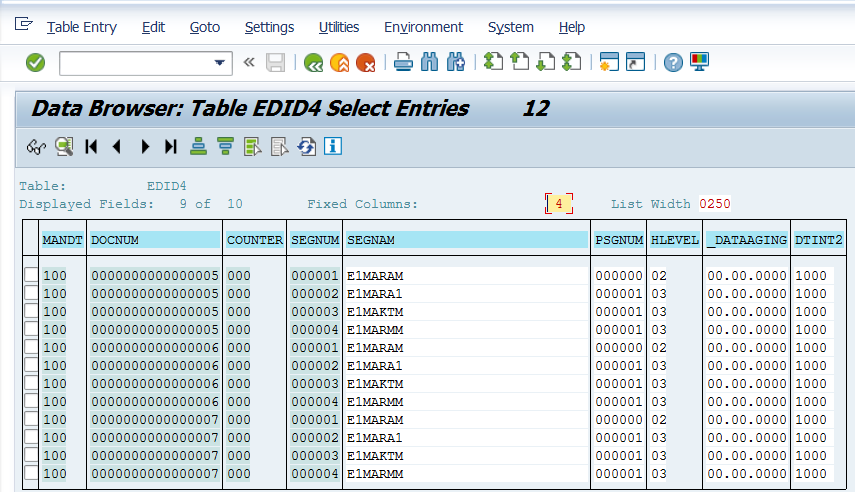 Table Entry Edit Goto Settings Utilities Environment System Help
Data Browser: Table EDID4 Select Entries 12
Table: EDID4
Displayed Fields: 9 of 10 Fixed Columns: 4 List Width 0250
MANDT DOCNUM COUNTER SEGNUM SEGNAM PSGNUM HLEVEL _DATAAGING DTINT2
100 0000000000000005 000 000001 E1MARAM 000000 02 00.00.0000 1000
100 0000000000000005 000 000002 E1MARA1 000001 03 00.00.0000 1000
100 0000000000000005 000 000003 E1MAKTM 000001 03 00.00.0000 1000
100 0000000000000005 000 000004 E1MARMM 000001 03 00.00.0000 1000
100 0000000000000006 000 000001 E1MARAM 000000 02 00.00.0000 1000
100 0000000000000006 000 000002 E1MARA1 000001 03 00.00.0000 1000
100 0000000000000006 000 000003 E1MAKTM 000001 03 00.00.0000 1000
100 0000000000000006 000 000004 E1MARMM 000001 03 00.00.0000 1000
100 0000000000000007 000 000001 E1MARAM 000000 02 00.00.0000 1000
100 0000000000000007 000 000002 E1MARA1 000001 03 00.00.0000 1000
100 0000000000000007 000 000003 E1MAKTM 000001 03 00.00.0000 1000
100 0000000000000007 000 000004 E1MARMM 000001 03 00.00.0000 1000